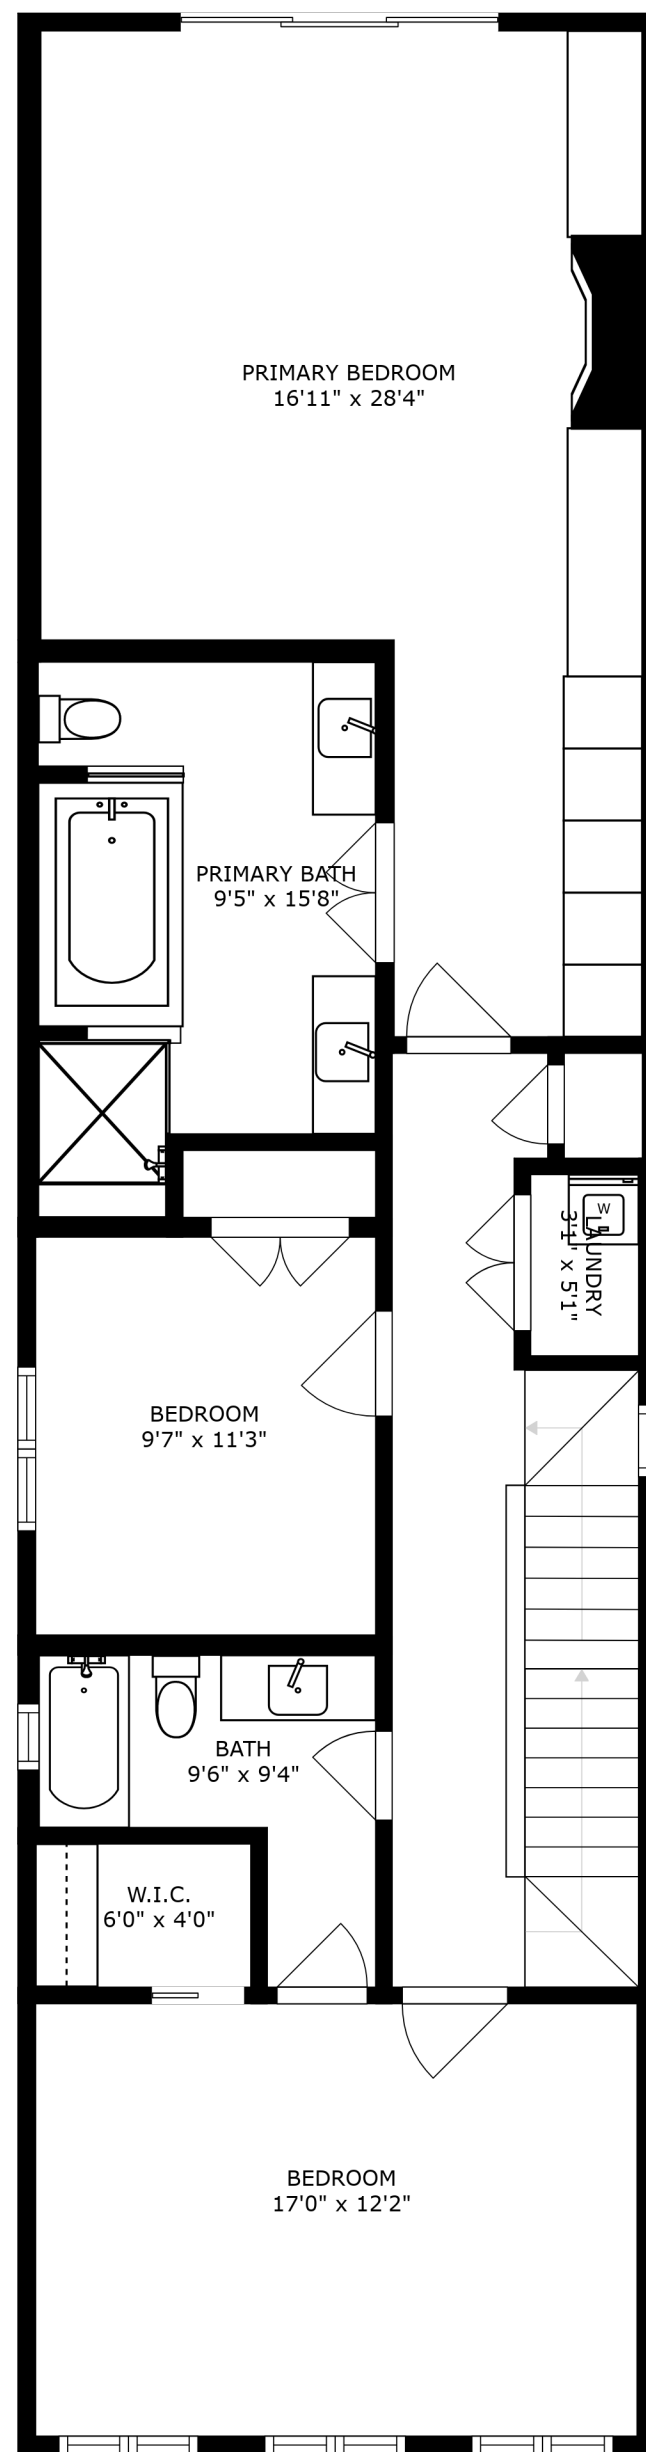 PRIMARY BEDROOM
16'11" x 28'4"
PRIMARY BATH
9'5" x 15'8"
W
LAUNDRY
3'1" x 5'1"
BEDROOM
9'7" x 11'3"
BATH
9'6" x 9'4"
W.I.C.
6'0" x 4'0"
BEDROOM
17'0" x 12'2"